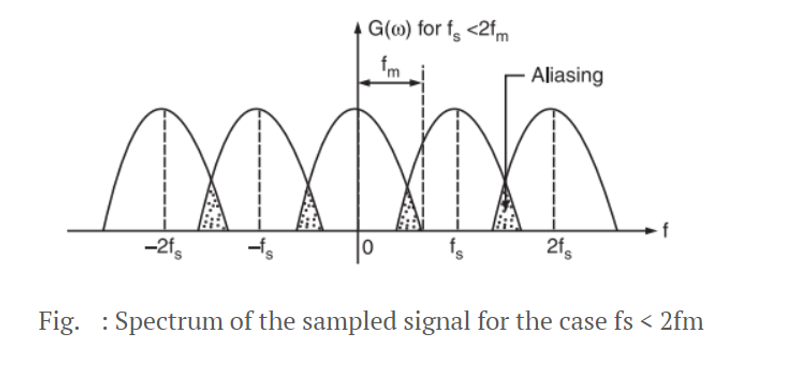 G(ω) for fs <2fm
fm
Aliasing
f
–2fs –fs 0 fs 2fs
Fig. : Spectrum of the sampled signal for the case fs < 2fm